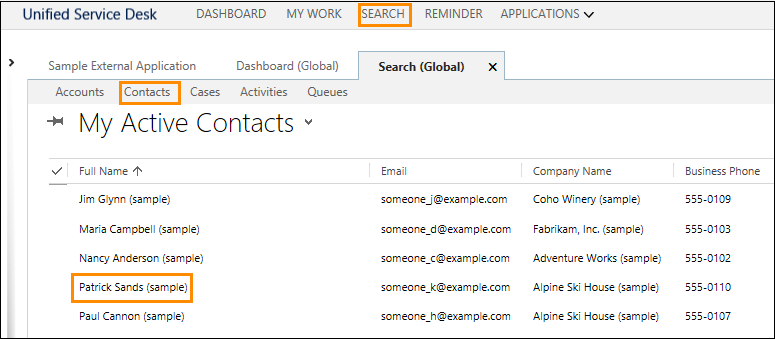 Unified Service Desk DASHBOARD MY WORK SEARCH REMINDER APPLICATIONS
Sample External Application Dashboard (Global) Search (Global) X
Accounts Contacts Cases Activities Queues
My Active Contacts
Full Name Email Company Name Business Phone
Jim Glynn (sample) someone_j@example.com Coho Winery (sample) 555-0109
Maria Campbell (sample) someone_d@example.com Fabrikam, Inc. (sample) 555-0103
Nancy Anderson (sample) someone_c@example.com Adventure Works (sample) 555-0102
Patrick Sands (sample) someone_k@example.com Alpine Ski House (sample) 555-0110
Paul Cannon (sample) someone_h@example.com Alpine Ski House (sample) 555-0107